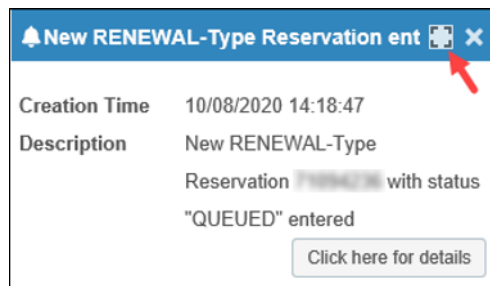 New RENEWAL-Type Reservation ent
Creation Time 10/08/2020 14:18:47
Description New RENEWAL-Type
Reservation with status
"QUEUED" entered
Click here for details